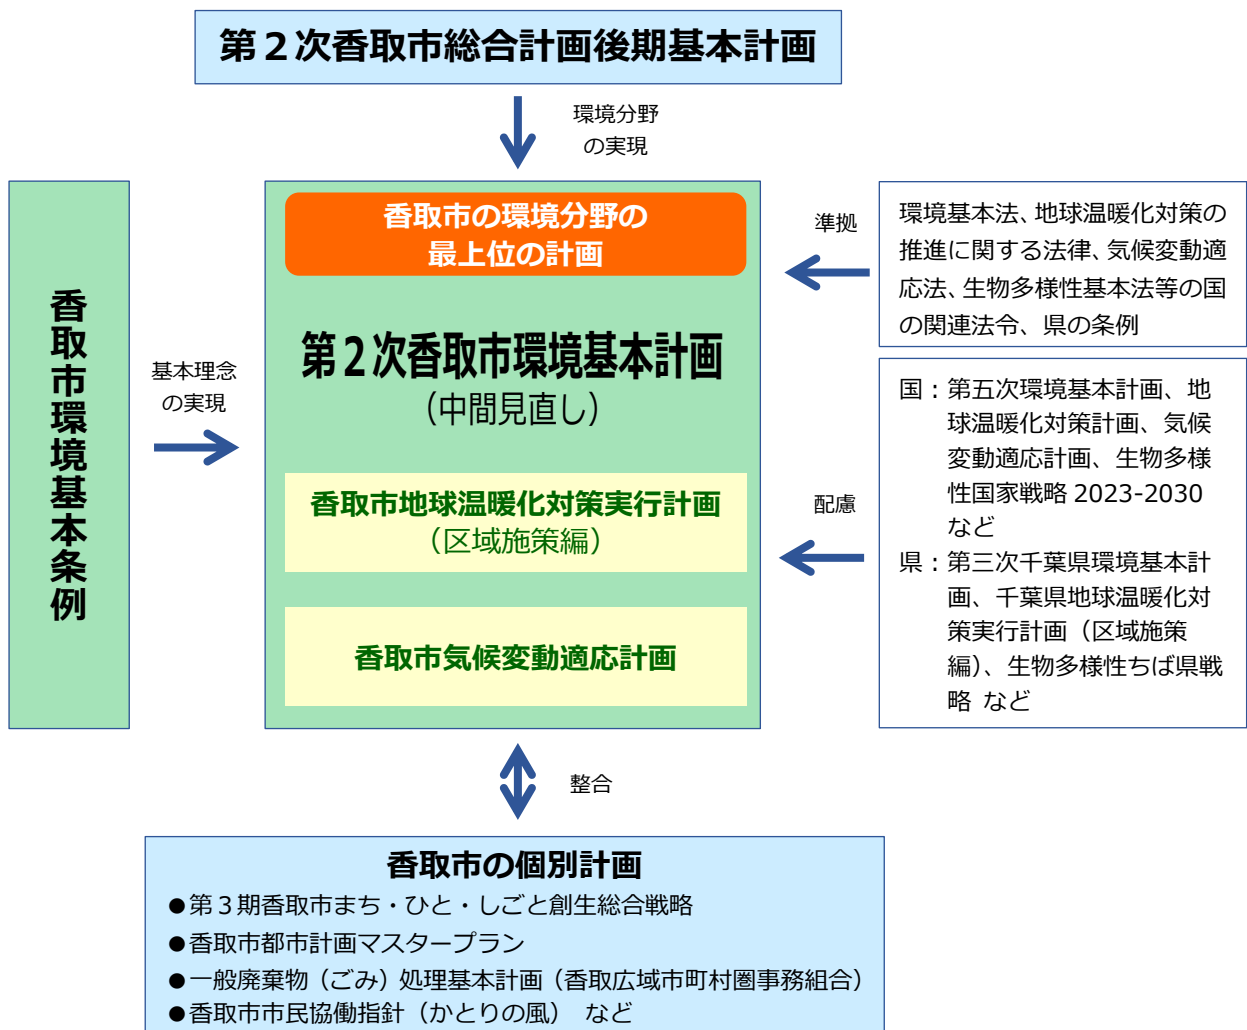 第２次香取市総合計画後期基本計画
環境分野
の実現
香取市環境基本条例
基本理念
の実現
香取市の環境分野の
最上位の計画
第２次香取市環境基本計画
（中間見直し）
香取市地球温暖化対策実行計画
（区域施策編）
香取市気候変動適応計画
準拠
環境基本法、地球温暖化対策の
推進に関する法律、気候変動適
応法、生物多様性基本法等の国
の関連法令、県の条例
配慮
国：第五次環境基本計画、地
球温暖化対策計画、気候
変動適応計画、生物多様
性国家戦略 2023-2030
など
県：第三次千葉県環境基本計
画、千葉県地球温暖化対
策実行計画（区域施策
編）、生物多様性ちば県戦
略 など
整合
香取市の個別計画
●第３期香取市まち・ひと・しごと創生総合戦略
●香取市都市計画マスタープラン
●一般廃棄物（ごみ）処理基本計画（香取広域市町村圏事務組合）
●香取市市民協働指針（かとりの風） など